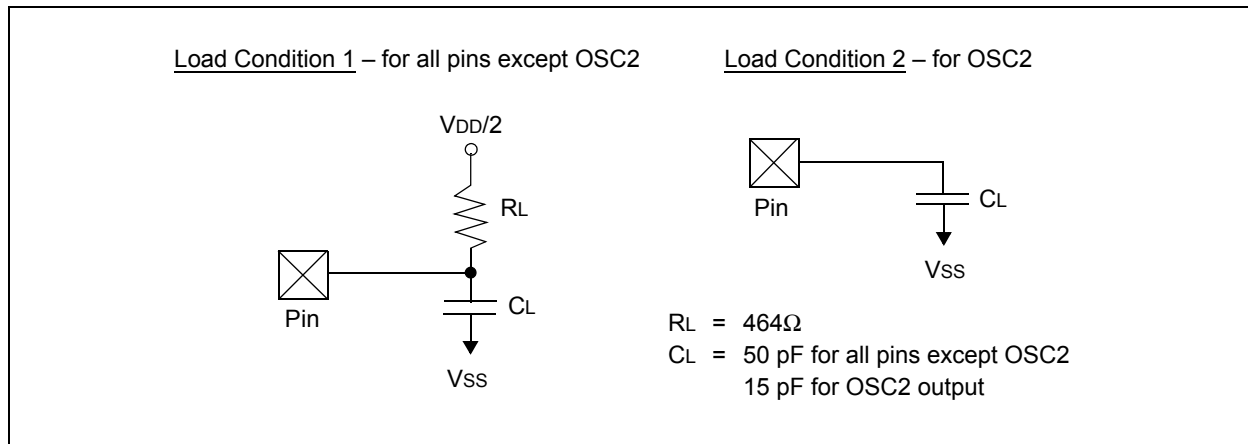 Load Condition 1 – for all pins except OSC2
VDD/2
RL
Pin
CL
VSS
Load Condition 2 – for OSC2
Pin
CL
VSS
RL = 464Ω
CL = 50 pF for all pins except OSC2
15 pF for OSC2 output